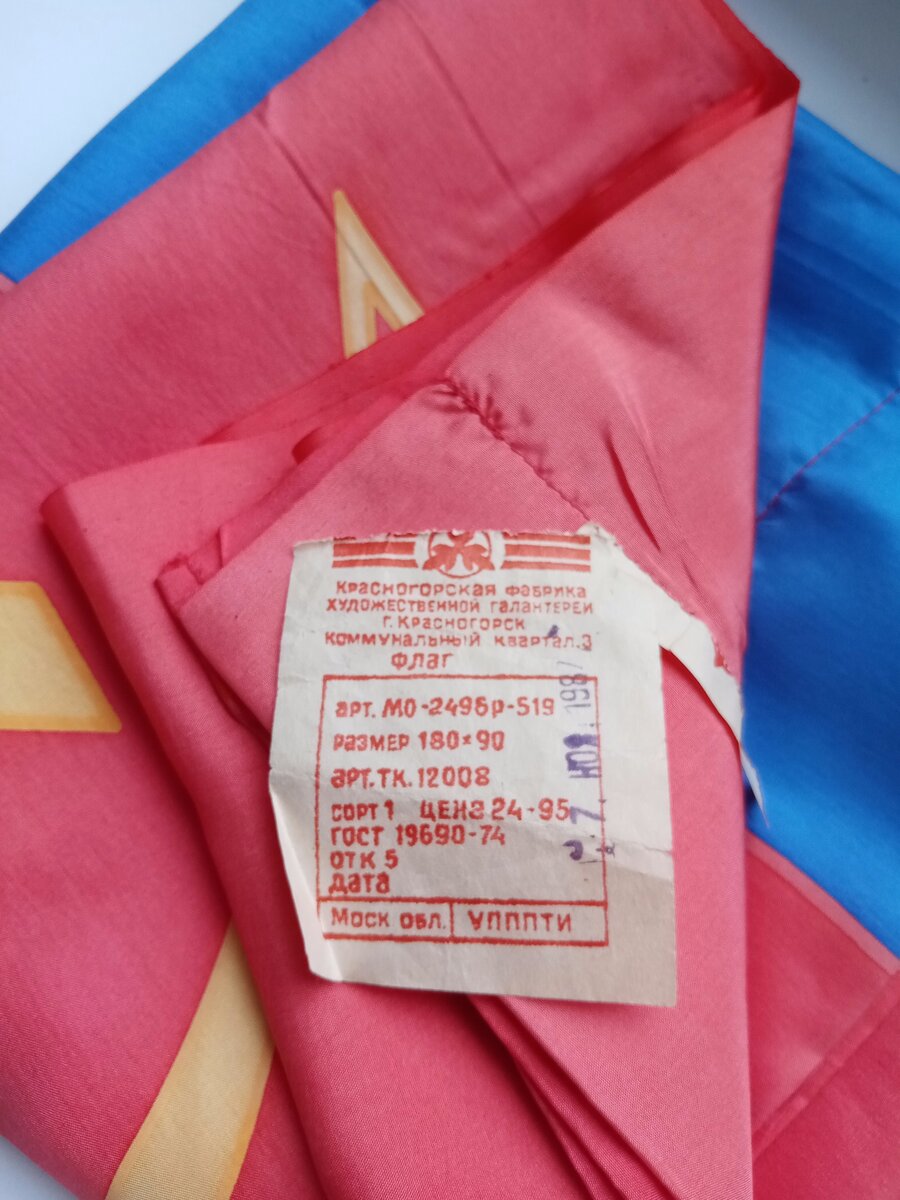 Красногорская фабрика
художественной галантереи
г. Красногорск
Коммунальный квартал.3
флаг
арт. МО-2496р-519
размер 180×90
арт.тк. 12008
сорт 1 цена 24-95
ГОСТ 19690-74
ОТК 5
дата
Моск обл. УПППТИ